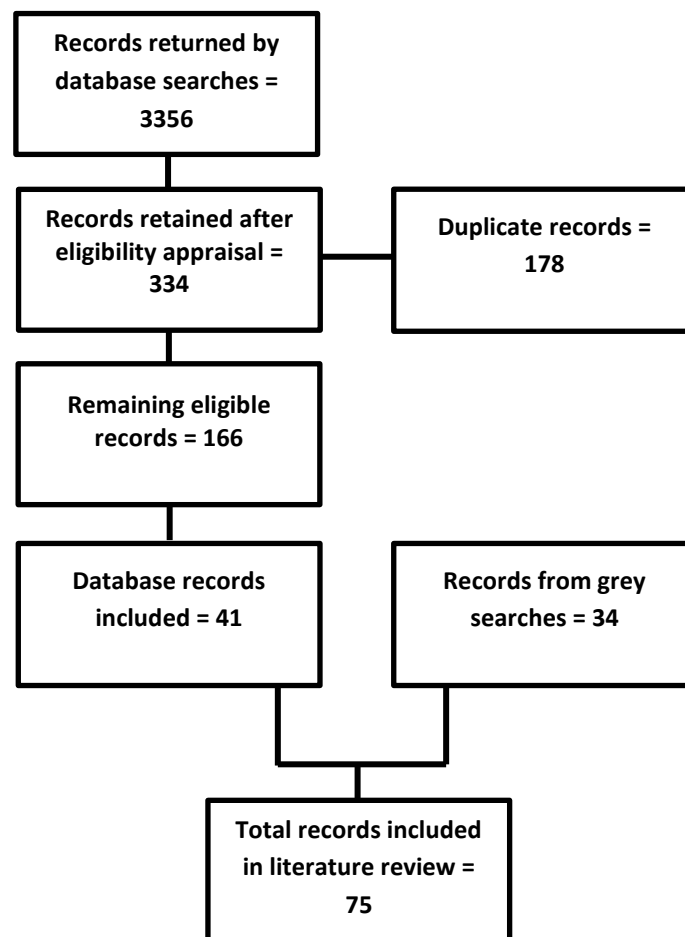 Records returned by
database searches =
3356
Records retained after
eligibility appraisal =
334
Duplicate records =
178
Remaining eligible
records = 166
Database records
included = 41
Records from grey
searches = 34
Total records included
in literature review =
75